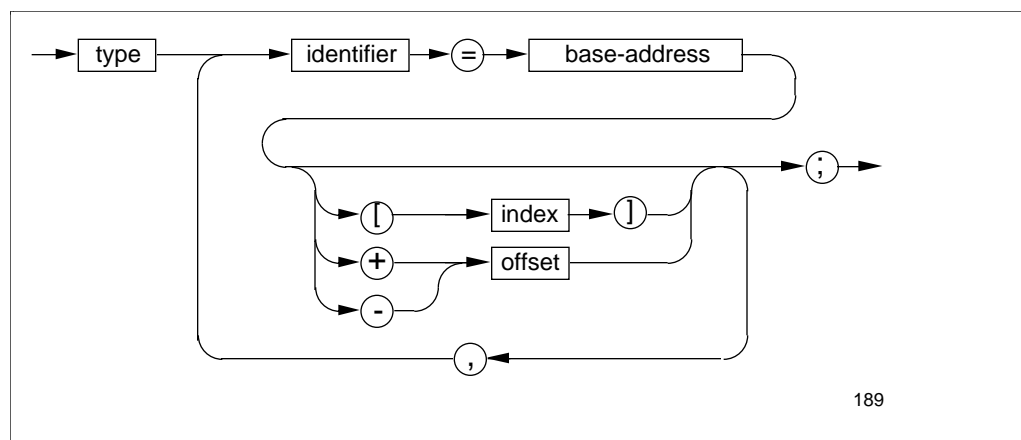 type identifier = base-address
;
[ index ]
+ offset
-
,
189